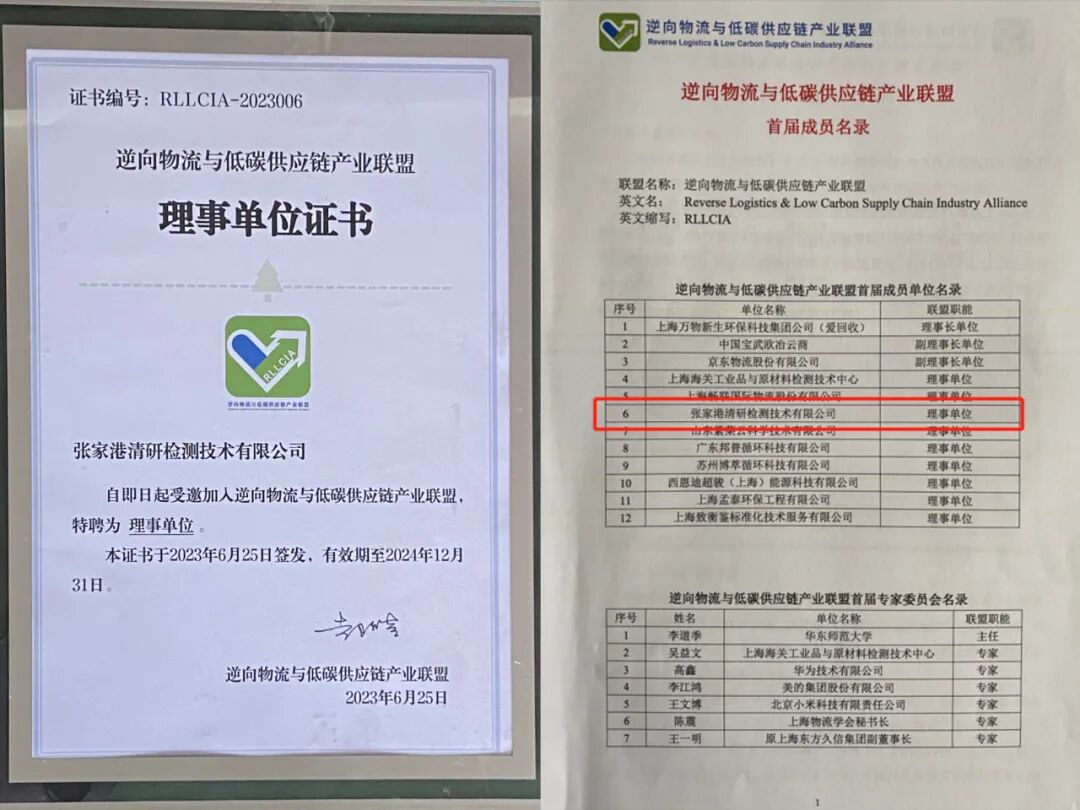 证书编号：RLLCIA-2023006
逆向物流与低碳供应链产业联盟
理事单位证书
RLLCIA
逆向物流与低碳供应链产业联盟
张家港清研检测技术有限公司
自即日起受邀加入逆向物流与低碳供应链产业联盟，
特聘为 理事单位 。
本证书于2023年6月25日签发，有效期至2024年12月
31日。
逆向物流与低碳供应链产业联盟
2023年6月25日
逆向物流与低碳供应链产业联盟
Reverse Logistics & Low Carbon Supply Chain Industry Alliance
逆向物流与低碳供应链产业联盟
首届成员名录
联盟名称：逆向物流与低碳供应链产业联盟
英文名： Reverse Logistics & Low Carbon Supply Chain Industry Alliance
英文缩写：RLLCIA
逆向物流与低碳供应链产业联盟首届成员单位名录
序号 单位名称 联盟职能
1 上海万物新生环保科技集团公司（爱回收） 理事长单位
2 中国宝武欣冶云商 副理事长单位
3 京东物流股份有限公司 副理事长单位
4 上海海关工业品与原材料检测技术中心 理事单位
5 上海畅联国际物流股份有限公司 理事单位
6 张家港清研检测技术有限公司 理事单位
7 山东紫荣云科学技术有限公司 理事单位
8 广东邦普循环科技有限公司 理事单位
9 苏州博萃循环科技有限公司 理事单位
10 西恩迪超骏（上海）能源科技有限公司 理事单位
11 上海孟泰环保工程有限公司 理事单位
12 上海致衡鉴标准化技术服务有限公司 理事单位
逆向物流与低碳供应链产业联盟首届专家委员会名录
序号 姓名 单位名称 联盟职能
1 李道季 华东师范大学 主任
2 吴益文 上海海关工业品与原材料检测技术中心 专家
3 高鑫 华为技术有限公司 专家
4 李江鸿 美的集团股份有限公司 专家
5 王文博 北京小米科技有限责任公司 专家
6 陈震 上海物流学会秘书长 专家
7 王一明 原上海东方久信集团副董事长 专家
1